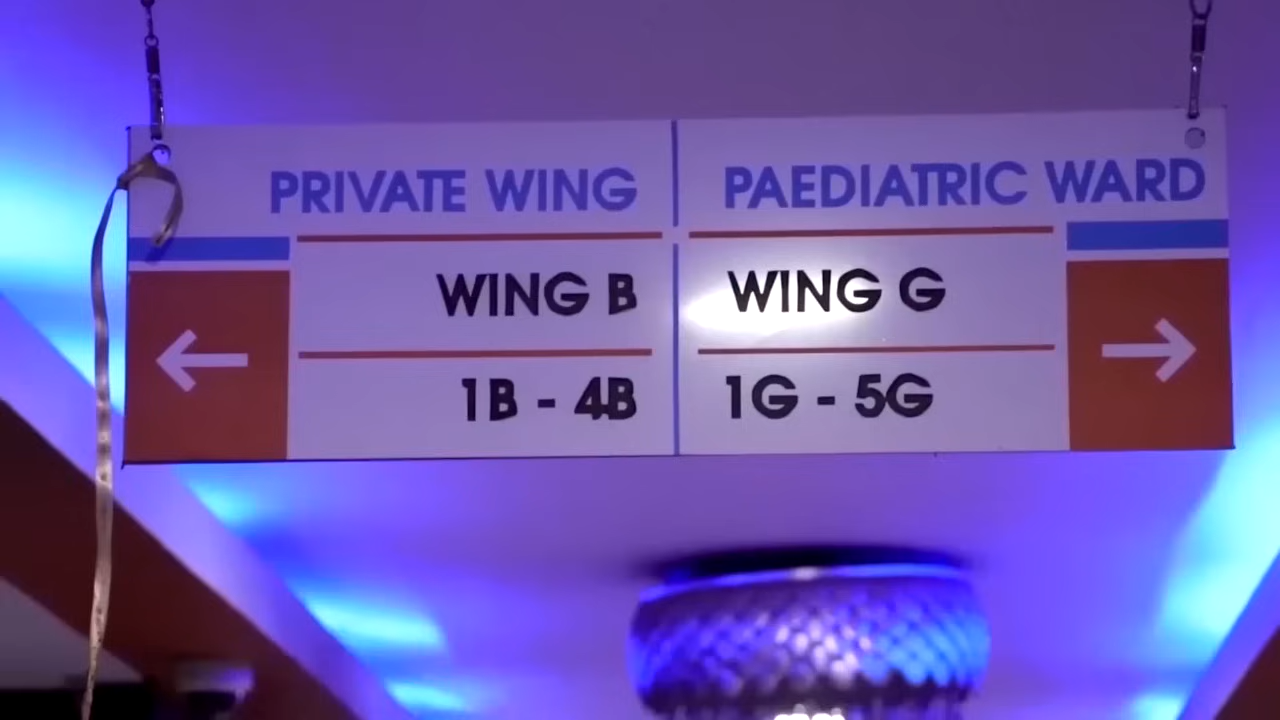 PRIVATE WING
WING B
1B - 4B
PAEDIATRIC WARD
WING G
1G - 5G